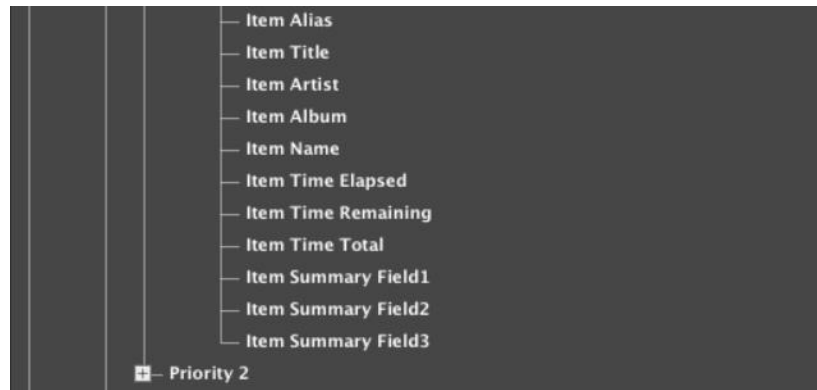 Item Alias
Item Title
Item Artist
Item Album
Item Name
Item Time Elapsed
Item Time Remaining
Item Time Total
Item Summary Field1
Item Summary Field2
Item Summary Field3
Priority 2